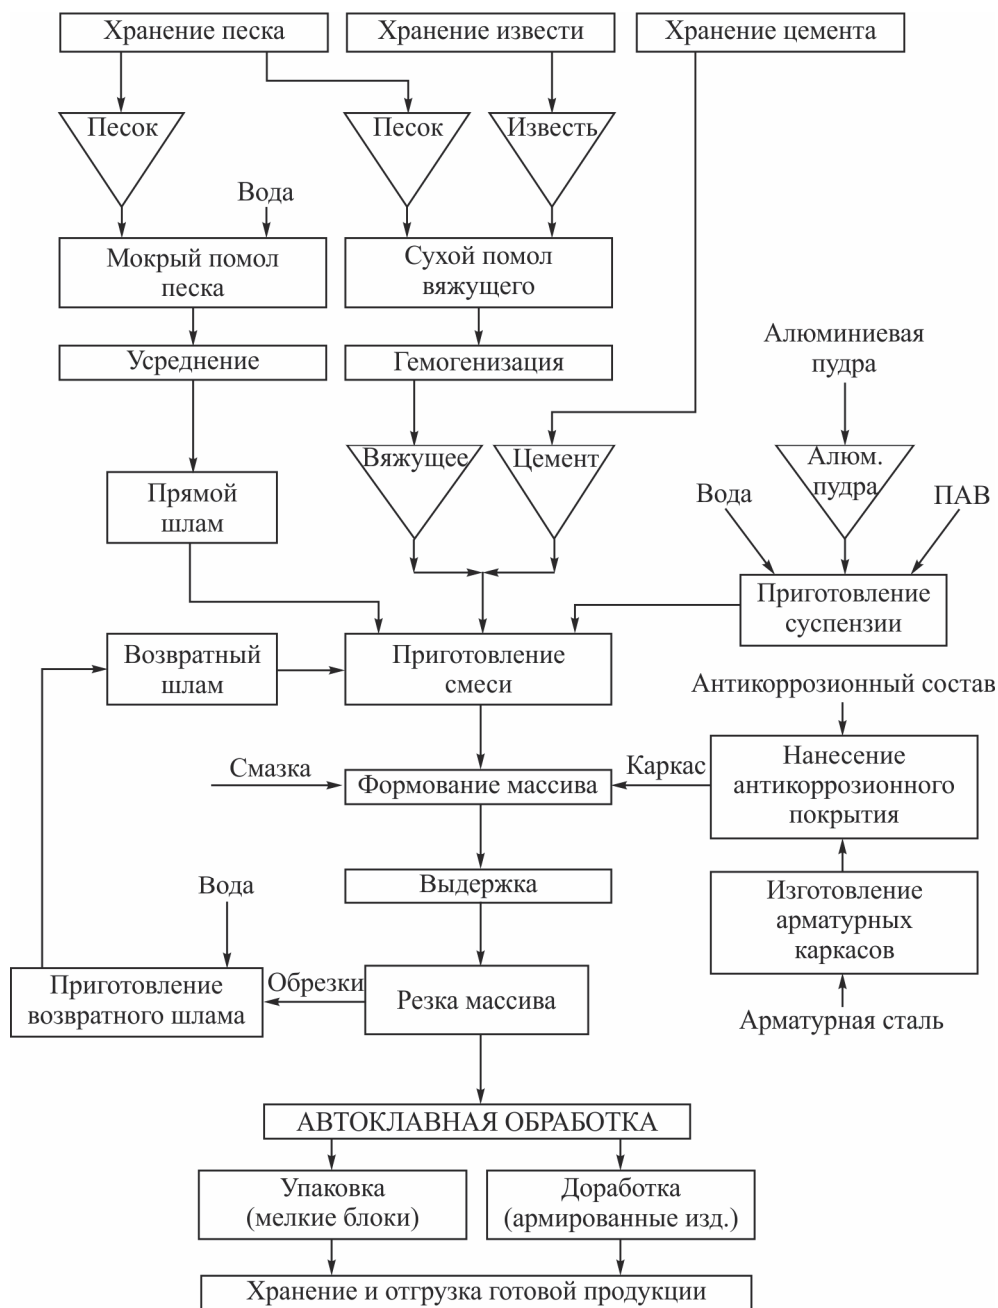 Хранение песка
Хранение извести
Хранение цемента
Песок
Песок
Известь
Вода
Мокрый помол
песка
Сухой помол
вяжущего
Усреднение
Гемогенизация
Алюминиевая
пудра
Вяжущее
Цемент
Алюм.
пудра
Вода
ПАВ
Прямой
шлам
Приготовление
суспензии
Возвратный
шлам
Приготовление
смеси
Антикоррозионный состав
Смазка
Формование массива
Каркас
Нанесение
антикоррозионного
покрытия
Выдержка
Вода
Изготовление
арматурных
каркасов
Приготовление
возвратного шлама
Обрезки
Резка массива
Арматурная сталь
АВТОКЛАВНАЯ ОБРАБОТКА
Упаковка
(мелкие блоки)
Доработка
(армированные изд.)
Хранение и отгрузка готовой продукции